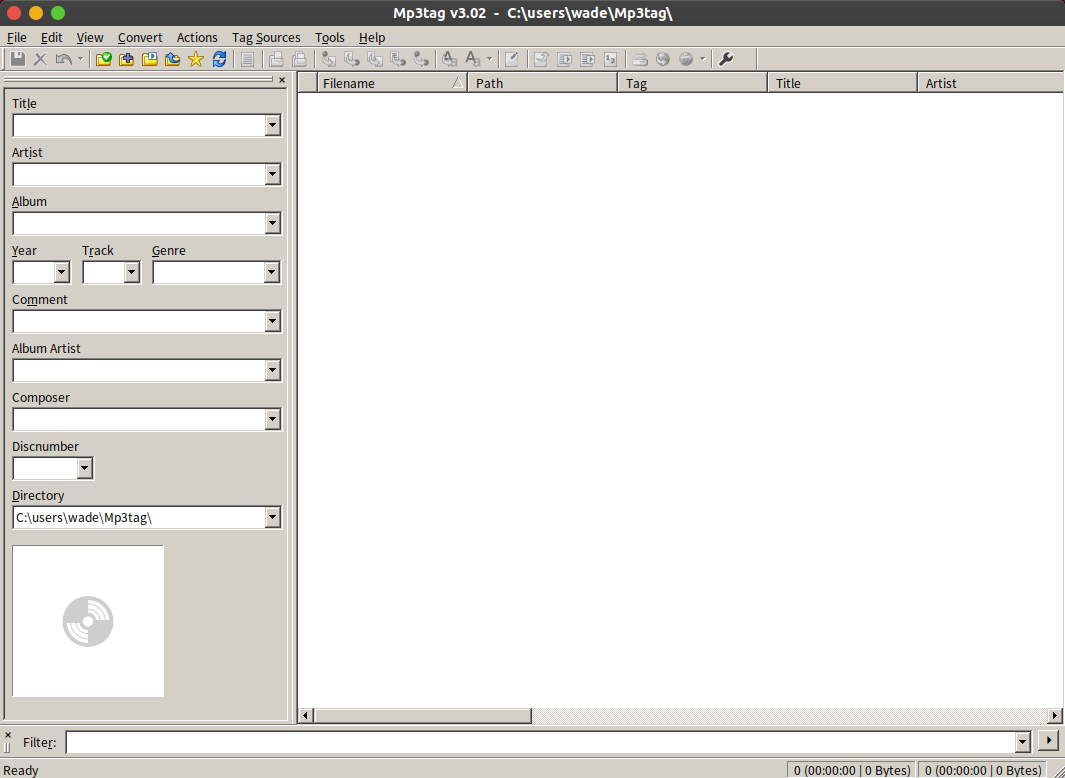 Mp3tag v3.02 - C:\users\wade\Mp3tag\
File Edit View Convert Actions Tag Sources Tools Help
Title
Artist
Album
Year Track Genre
Comment
Album Artist
Composer
Discnumber
Directory
C:\users\wade\Mp3tag\
Filename Path Tag Title Artist
Filter:
Ready 0 (00:00:00 | 0 Bytes) 0 (00:00:00 | 0 Bytes)